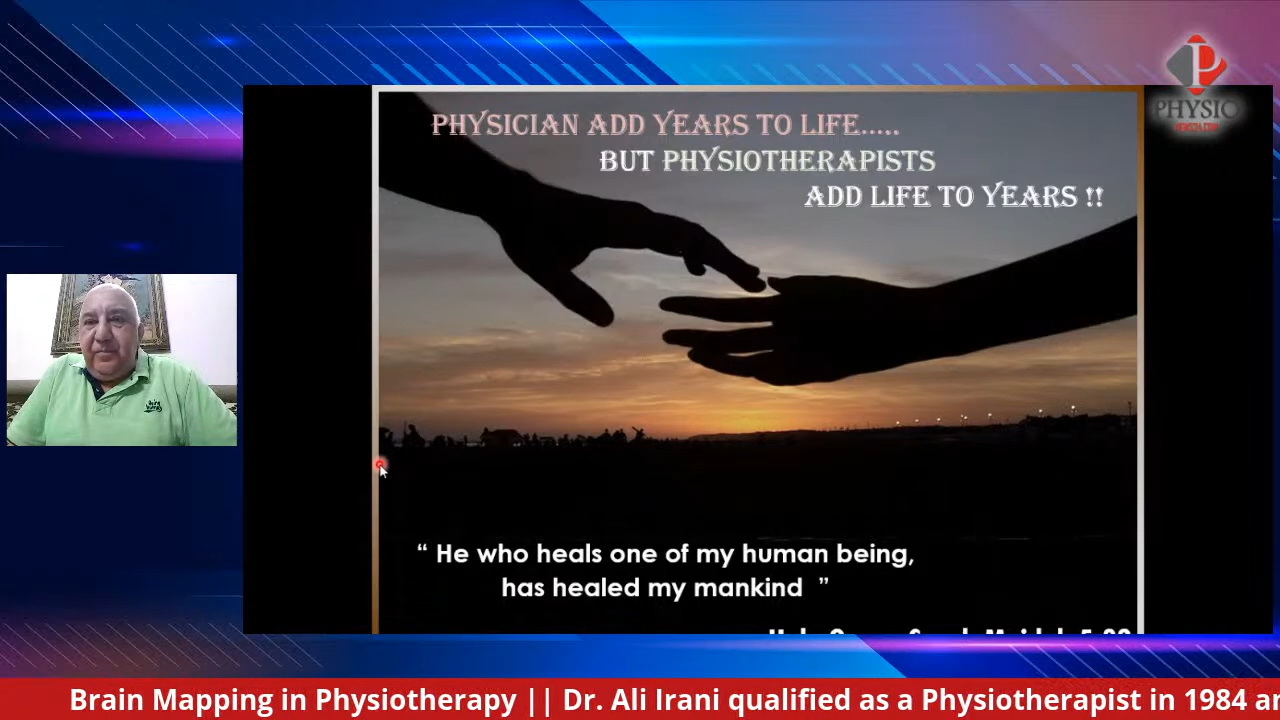 PHYSICIAN ADD YEARS TO LIFE.....
BUT PHYSIOTHERAPISTS
ADD LIFE TO YEARS !!
“ He who heals one of my human being,
has healed my mankind ”
PHYSIO
Brain Mapping in Physiotherapy || Dr. Ali Irani qualified as a Physiotherapist in 1984 an